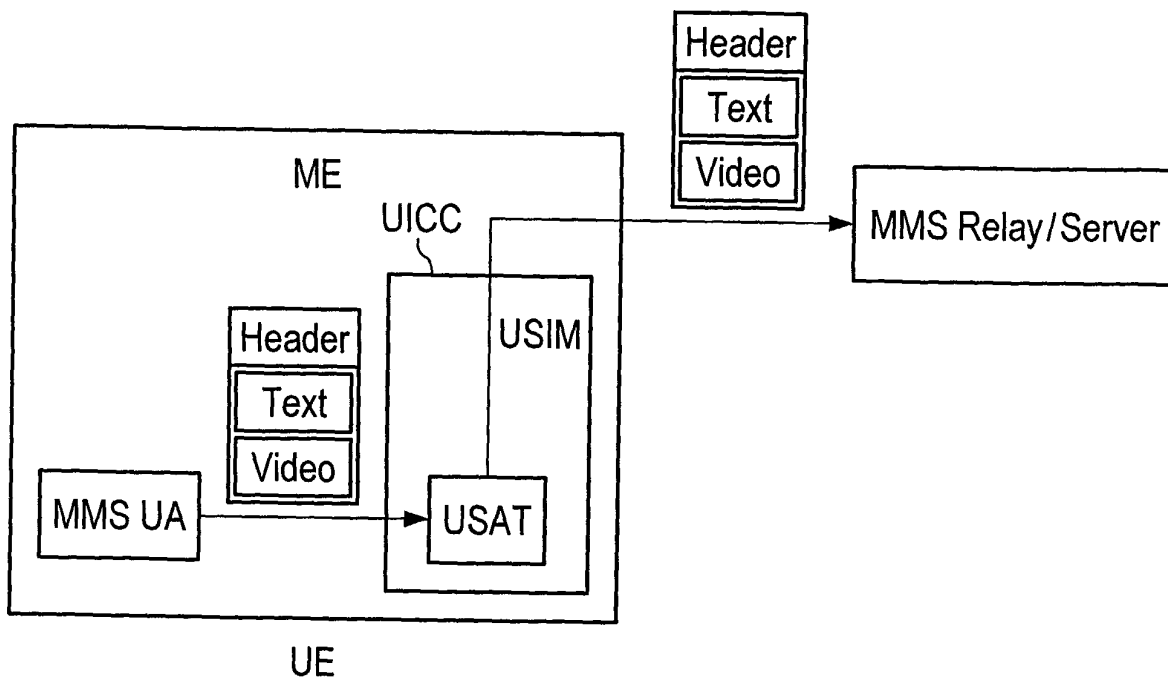 Header
Text
Video
MMS Relay/Server
ME
UICC
USIM
Header
Text
Video
MMS UA
USAT
UE